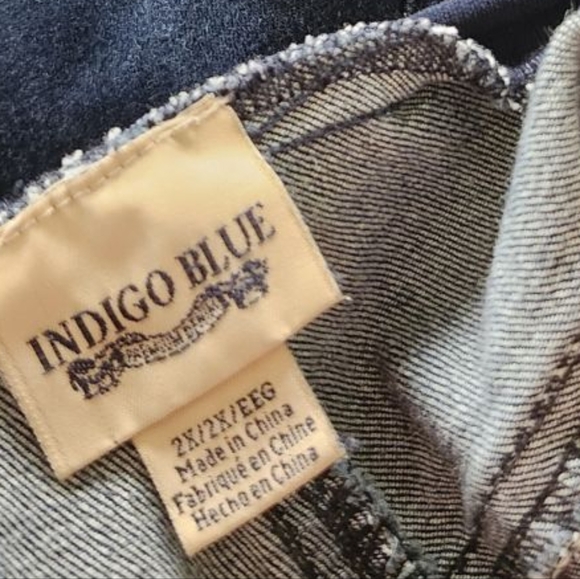 INDIGO BLUE
2X/2X/EEG
Made in China
Fabriqué en Chine
Hecho en China